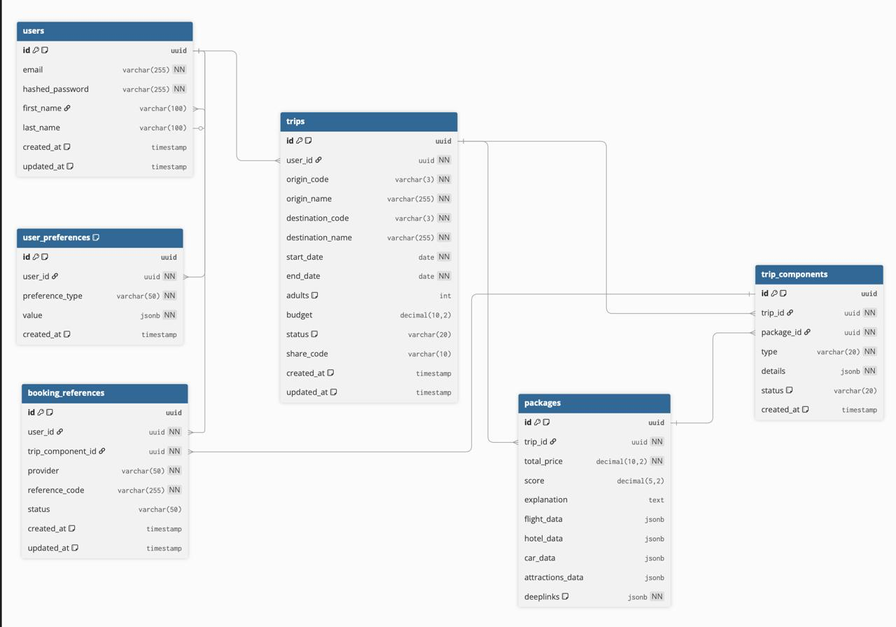 users
id uuid
email varchar(255) NN
hashed_password varchar(255) NN
first_name varchar(100)
last_name varchar(100)
created_at timestamp
updated_at timestamp
user_preferences
id uuid
user_id uuid NN
preference_type varchar(50) NN
value jsonb NN
created_at timestamp
booking_references
id uuid
user_id uuid NN
trip_component_id uuid NN
provider varchar(50) NN
reference_code varchar(255) NN
status varchar(50)
created_at timestamp
updated_at timestamp
trips
id uuid
user_id uuid NN
origin_code varchar(3) NN
origin_name varchar(255) NN
destination_code varchar(3) NN
destination_name varchar(255) NN
start_date date NN
end_date date NN
adults int
budget decimal(10,2)
status varchar(20)
share_code varchar(10)
created_at timestamp
updated_at timestamp
packages
id uuid
trip_id uuid NN
total_price decimal(10,2) NN
score decimal(5,2)
explanation text
flight_data jsonb
hotel_data jsonb
car_data jsonb
attractions_data jsonb
deeplinks jsonb NN
trip_components
id uuid
trip_id uuid NN
package_id uuid NN
type varchar(20) NN
details jsonb NN
status varchar(20)
created_at timestamp